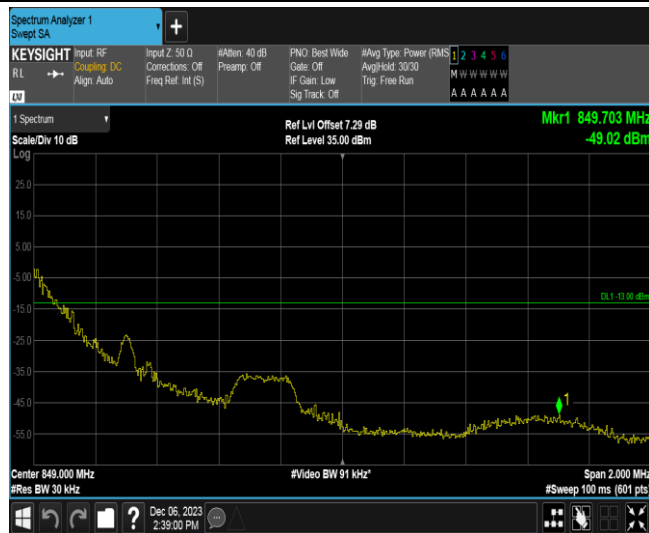 Spectrum Analyzer 1
Swept SA
+
KEYSIGHT
RL
LXI
Input: RF
Coupling: DC
Align: Auto
Input Z: 50 Ω
Corrections: Off
Freq Ref: Int (S)
#Atten: 40 dB
Preamp: Off
PNO: Best Wide
Gate: Off
IF Gain: Low
Sig Track: Off
#Avg Type: Power (RMS
Avg|Hold: 30/30
Trig: Free Run
1 2 3 4 5 6
M W W W W W
A A A A A A
1 Spectrum
Scale/Div 10 dB
Ref Lvl Offset 7.29 dB
Ref Level 35.00 dBm
Mkr1 849.703 MHz
-49.02 dBm
Log
25.0
15.0
5.00
-5.00
DL1 -13.00 dBm
-15.0
-25.0
-35.0
1
-45.0
-55.0
Center 849.000 MHz
#Video BW 91 kHz*
Span 2.000 MHz
#Res BW 30 kHz
#Sweep 100 ms (601 pts)
?
Dec 06, 2023
2:39:00 PM